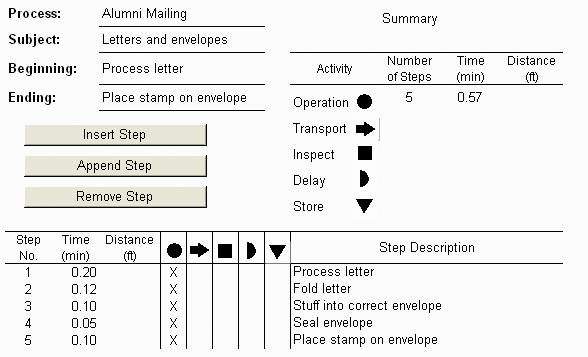 Process: Alumni Mailing
Subject: Letters and envelopes
Beginning: Process letter
Ending: Place stamp on envelope
Insert Step
Append Step
Remove Step
Summary
Activity Number of Steps Time (min) Distance (ft)
Operation 5 0.57
Transport
Inspect
Delay
Store
Step No. Time (min) Distance (ft) Step Description
1 0.20 X Process letter
2 0.12 X Fold letter
3 0.10 X Stuff into correct envelope
4 0.05 X Seal envelope
5 0.10 X Place stamp on envelope